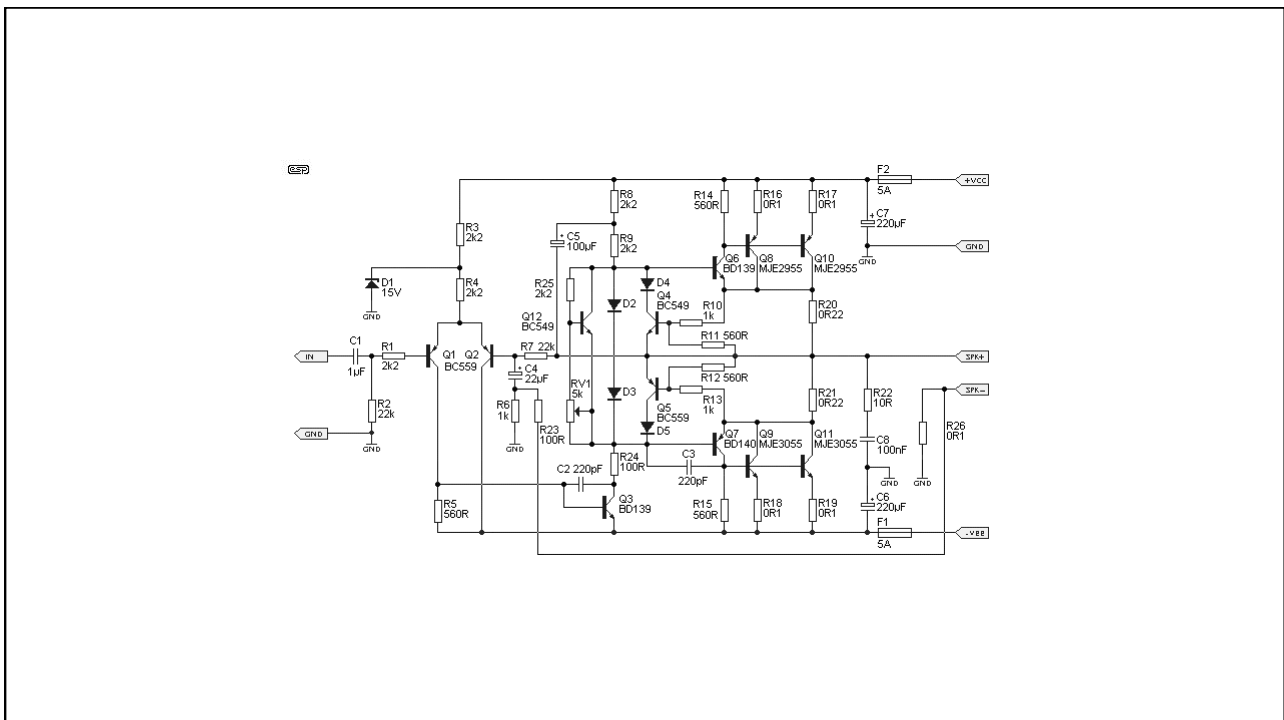 esp
F2
5A
+VCC
R8
2k2
R14
560R
R16
0R1
R17
0R1
C7
220µF
+
R3
2k2
+
C5
100µF
R9
2k2
GND
GND
D1
15V
GND
R4
2k2
R25
2k2
D4
Q4
BC549
Q6
BD139
Q8
MJE2955
Q10
MJE2955
D2
R10
1k
R20
0R22
Q12
BC549
C1
1µF
IN
R1
2k2
Q1
Q2
BC559
R7 22k
R11 560R
SPK+
+
C4
22µF
R12 560R
R2
22k
RV1
5k
D3
Q5
BC559
R13
1k
R21
0R22
R22
10R
SPK-
R6
1k
R23
100R
D5
Q7
BD140
Q9
MJE3055
Q11
MJE3055
R26
0R1
GND
GND
GND
C8
100nF
C2 220pF
R24
100R
C3
220pF
GND
GND
R5
560R
Q3
BD139
R15
560R
R18
0R1
R19
0R1
+
C6
220µF
F1
5A
-VEE